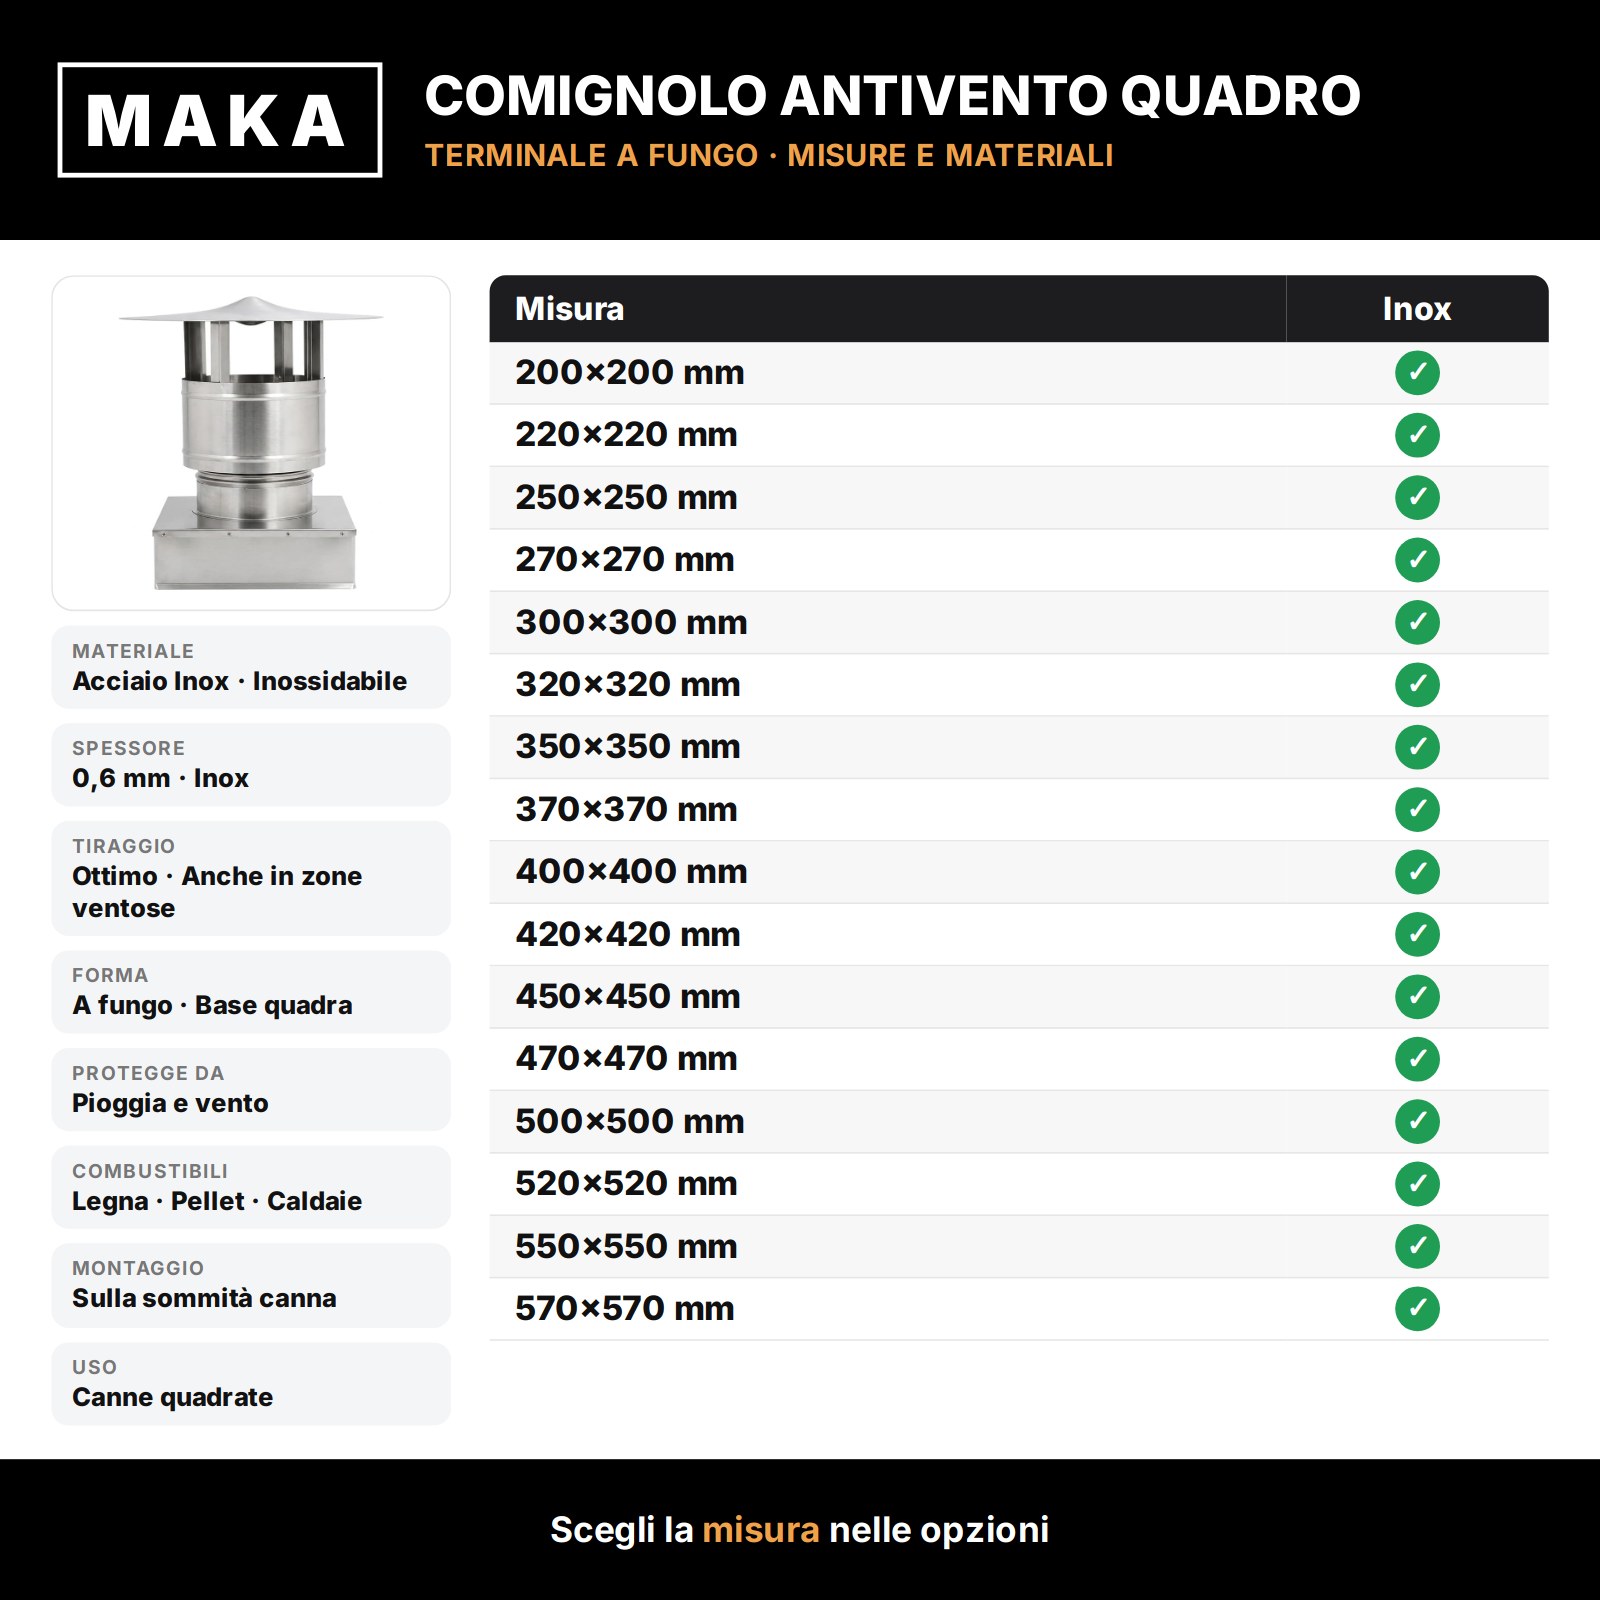 MAKA
COMIGNOLO ANTIVENTO QUADRO
TERMINALE A FUNGO · MISURE E MATERIALI
MATERIALE
Acciaio Inox · Inossidabile
SPESSORE
0,6 mm · Inox
TIRAGGIO
Ottimo · Anche in zone
ventose
FORMA
A fungo · Base quadra
PROTEGGE DA
Pioggia e vento
COMBUSTIBILI
Legna · Pellet · Caldaie
MONTAGGIO
Sulla sommità canna
USO
Canne quadrate
Misura Inox
200×200 mm ✓
220×220 mm ✓
250×250 mm ✓
270×270 mm ✓
300×300 mm ✓
320×320 mm ✓
350×350 mm ✓
370×370 mm ✓
400×400 mm ✓
420×420 mm ✓
450×450 mm ✓
470×470 mm ✓
500×500 mm ✓
520×520 mm ✓
550×550 mm ✓
570×570 mm ✓
Scegli la misura nelle opzioni